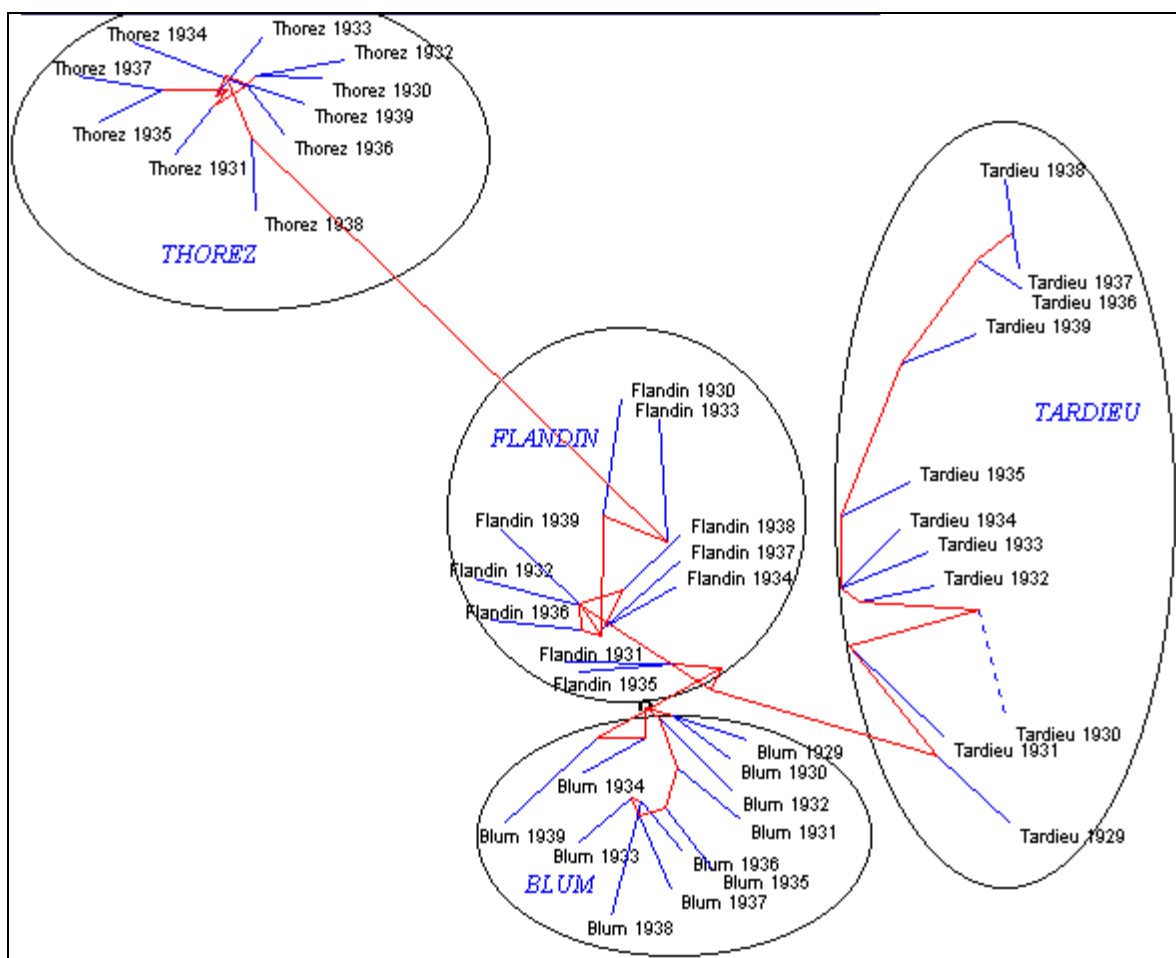 Thorez 1933
Thorez 1934
Thorez 1932
Thorez 1937
Thorez 1930
Thorez 1939
Thorez 1935
Thorez 1936
Thorez 1931
Thorez 1938
THOREZ
Tardieu 1938
Tardieu 1937
Tardieu 1936
Tardieu 1939
TARDIEU
Tardieu 1935
Tardieu 1934
Tardieu 1933
Tardieu 1932
Tardieu 1930
Tardieu 1931
Tardieu 1929
Flandin 1930
Flandin 1933
FLANDIN
Flandin 1939
Flandin 1938
Flandin 1937
Flandin 1932
Flandin 1934
Flandin 1936
Flandin 1931
Flandin 1935
Blum 1929
Blum 1930
Blum 1934
Blum 1932
Blum 1931
Blum 1939
Blum 1933
Blum 1936
Blum 1935
BLUM
Blum 1937
Blum 1938